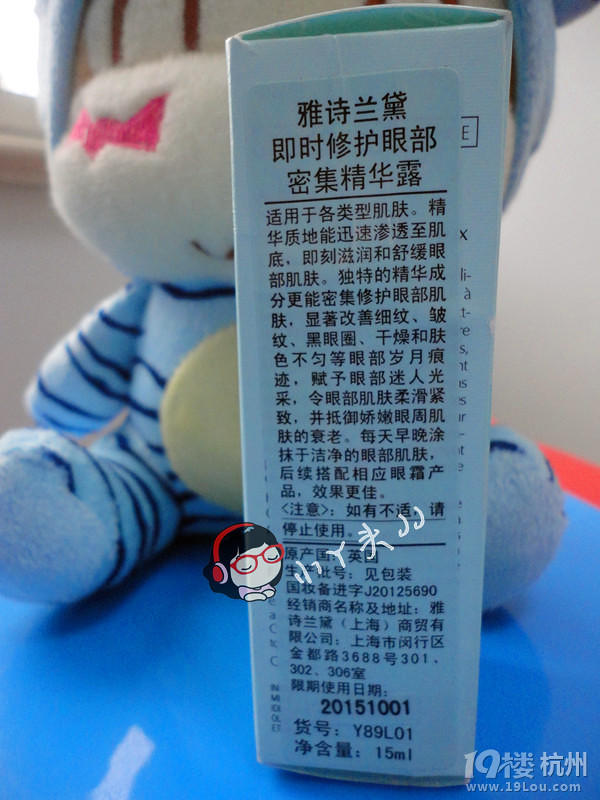 雅诗兰黛
即时修护眼部
密集精华露
适用于各类型肌肤。精
华质地能迅速渗透至肌
底，即刻滋润和舒缓眼
部肌肤。独特的精华成
分更能密集修护眼部肌
肤，显著改善细纹、皱
纹、黑眼圈、干燥和肤
色不匀等眼部岁月痕
迹，赋予眼部迷人光
采，令眼部肌肤柔滑紧
致，并抵御娇嫩眼周肌
肤的衰老。每天早晚涂
抹于洁净的眼部肌肤，
后续搭配相应眼霜产
品，效果更佳。
<注意>：如有不适，请
停止使用。
小丫头JJ
原产国：英国
生产批号：见包装
国妆备进字J20125690
经销商名称及地址：雅
诗兰黛（上海）商贸有
限公司：上海市闵行区
金都路3688号301、
302、306室
限期使用日期：
20151001
货号：Y89L01
净含量：15ml
19楼杭州
www.19Lou.com